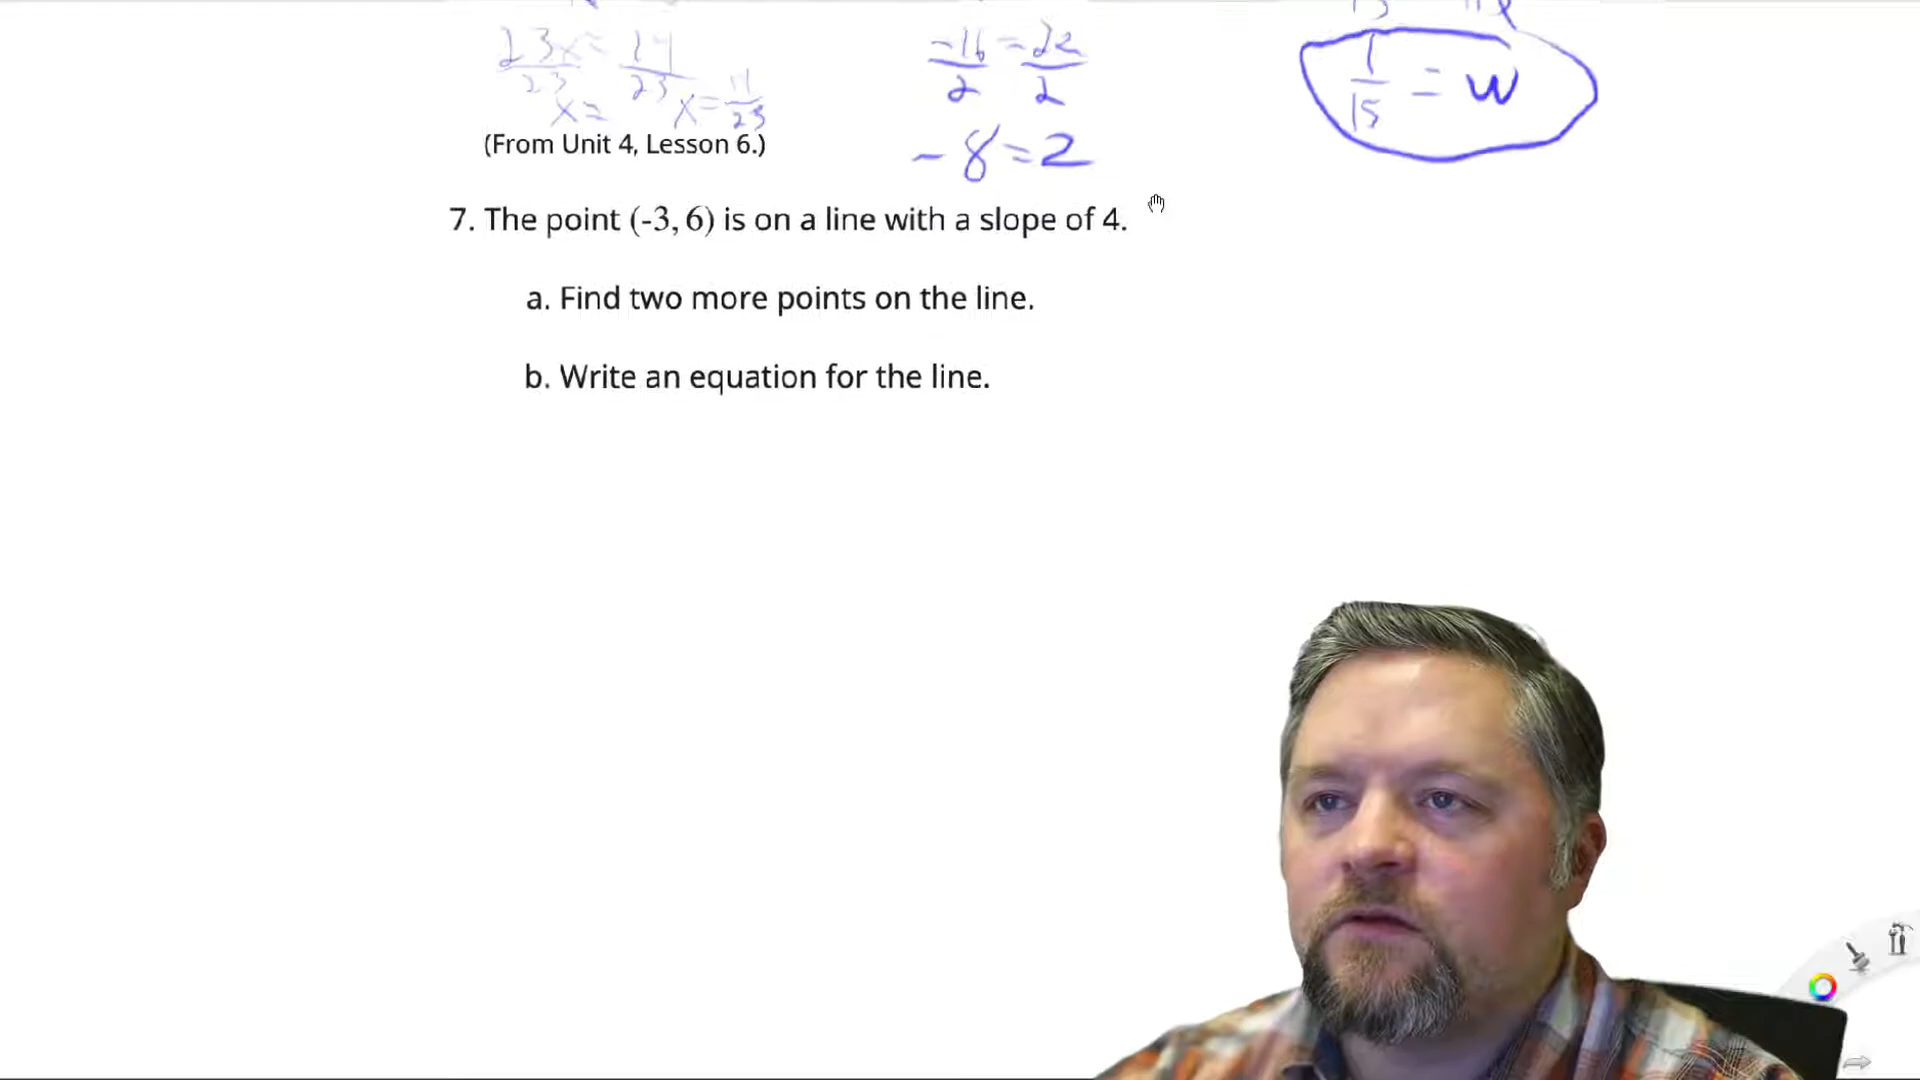 23x = 11
23 23
x = x = 11/23
-16 = 2z
2 2
-8 = z
1/15 = w
(From Unit 4, Lesson 6.)
7. The point (-3, 6) is on a line with a slope of 4.
a. Find two more points on the line.
b. Write an equation for the line.